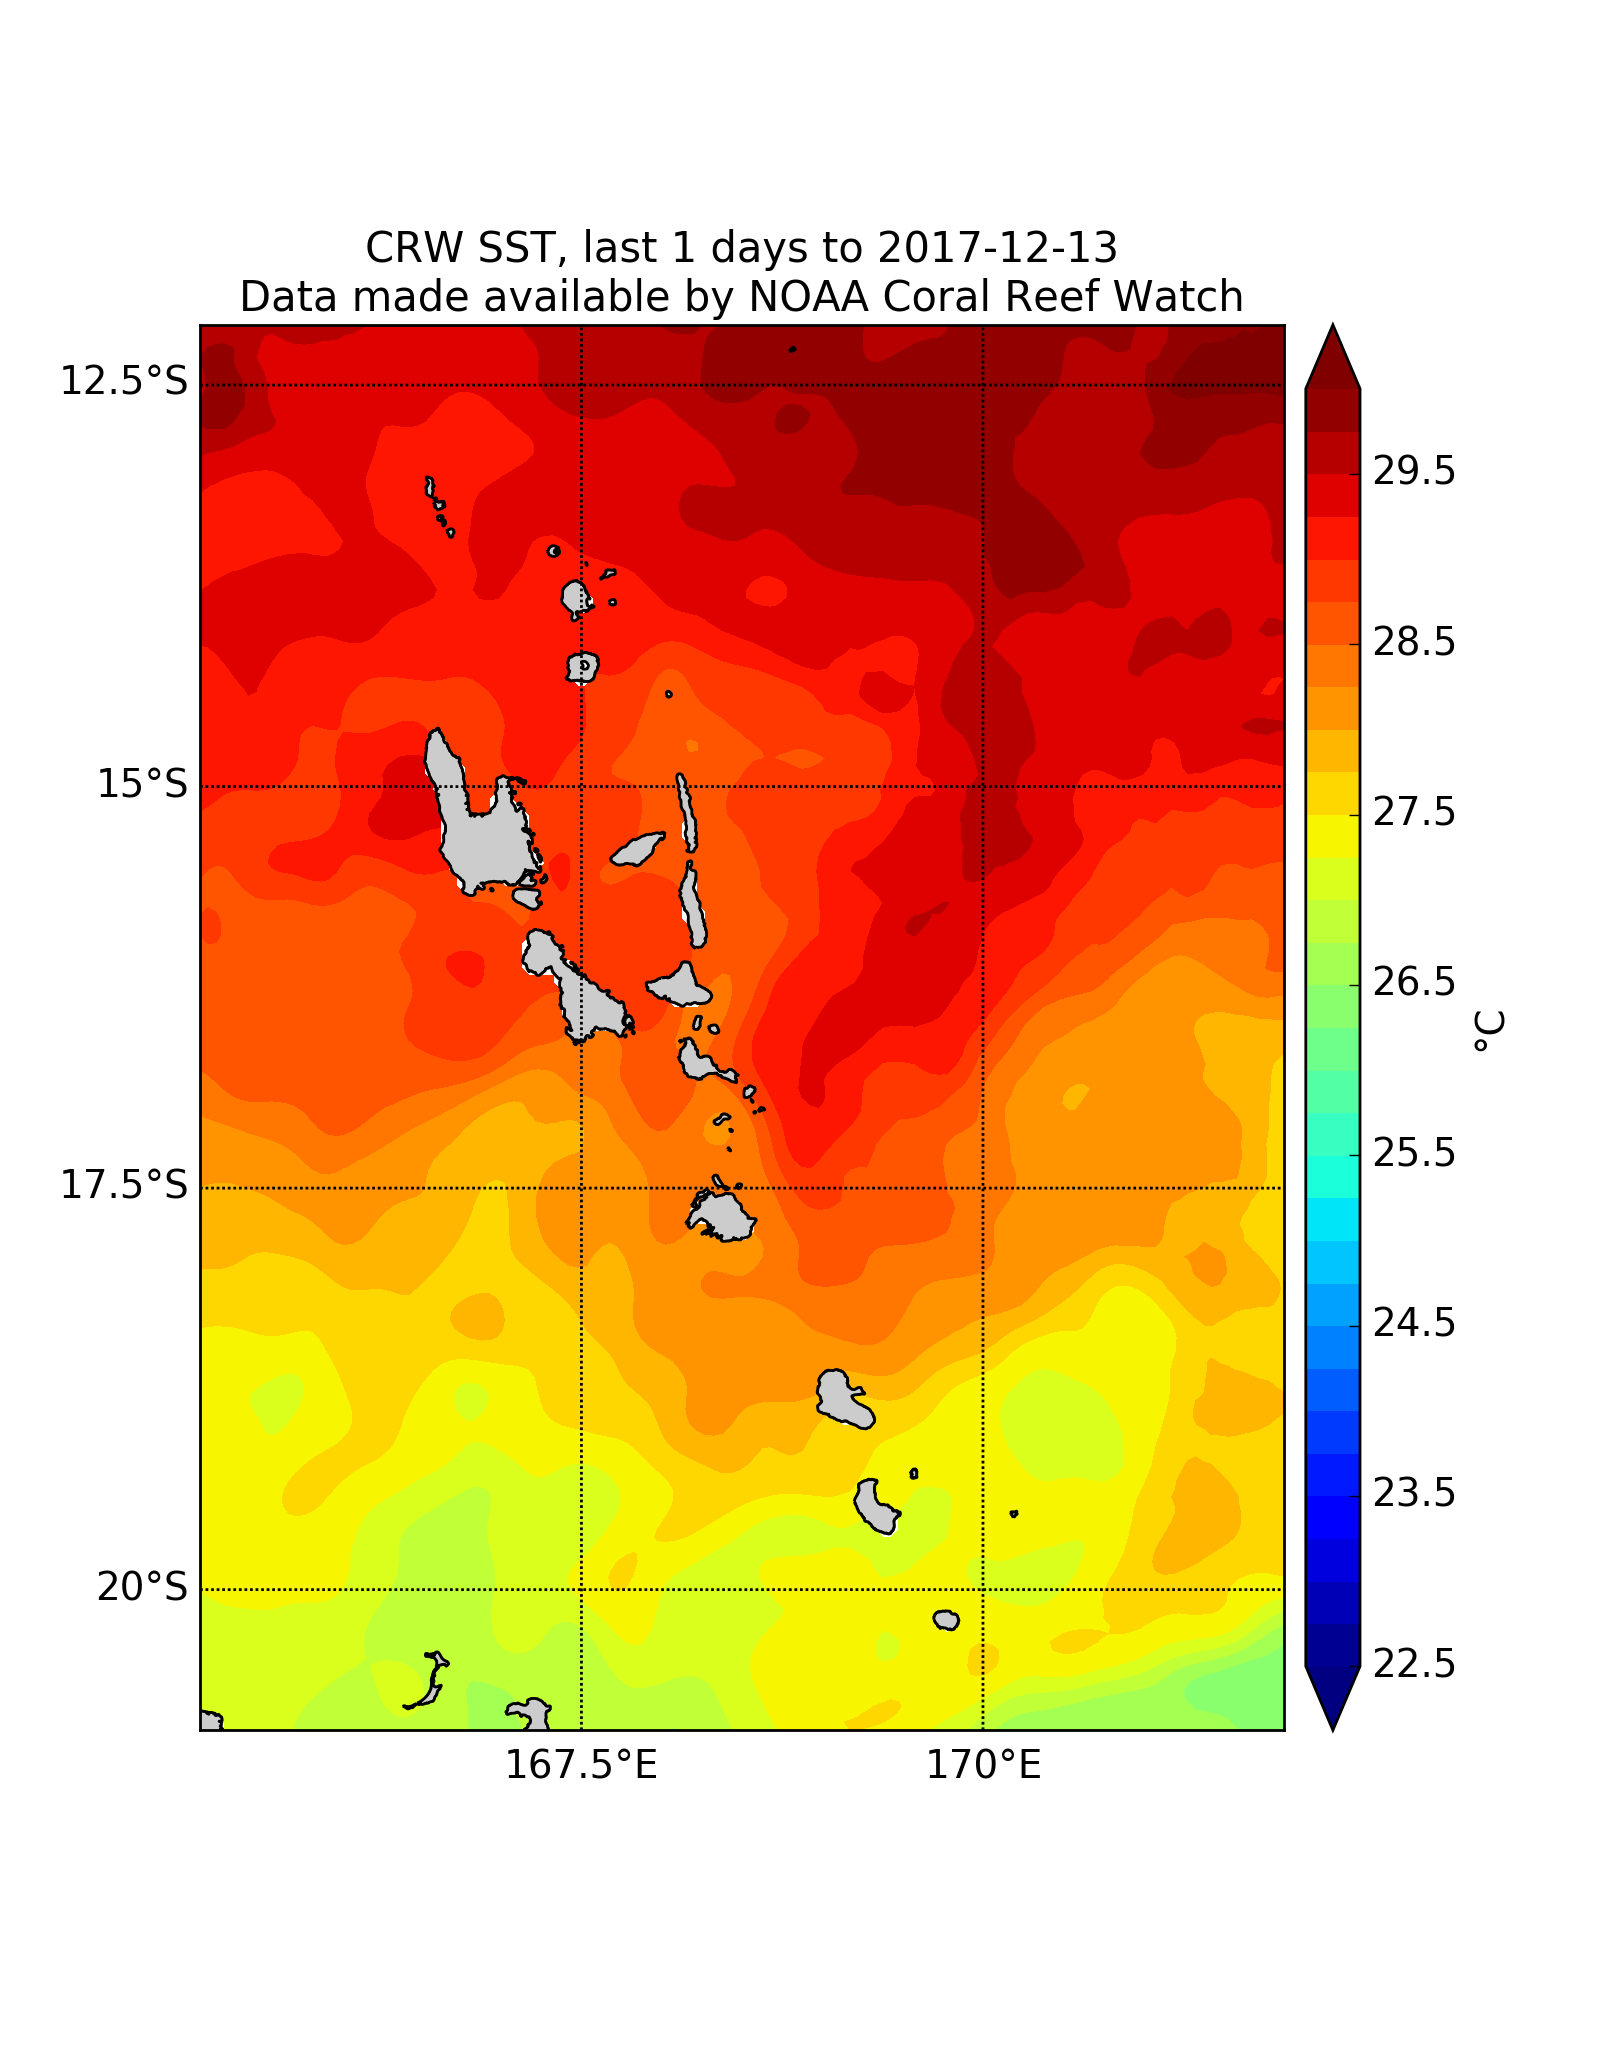 CRW SST, last 1 days to 2017-12-13
Data made available by NOAA Coral Reef Watch
12.5°S
15°S
17.5°S
20°S
167.5°E
170°E
29.5
28.5
27.5
26.5
25.5
24.5
23.5
22.5
°C